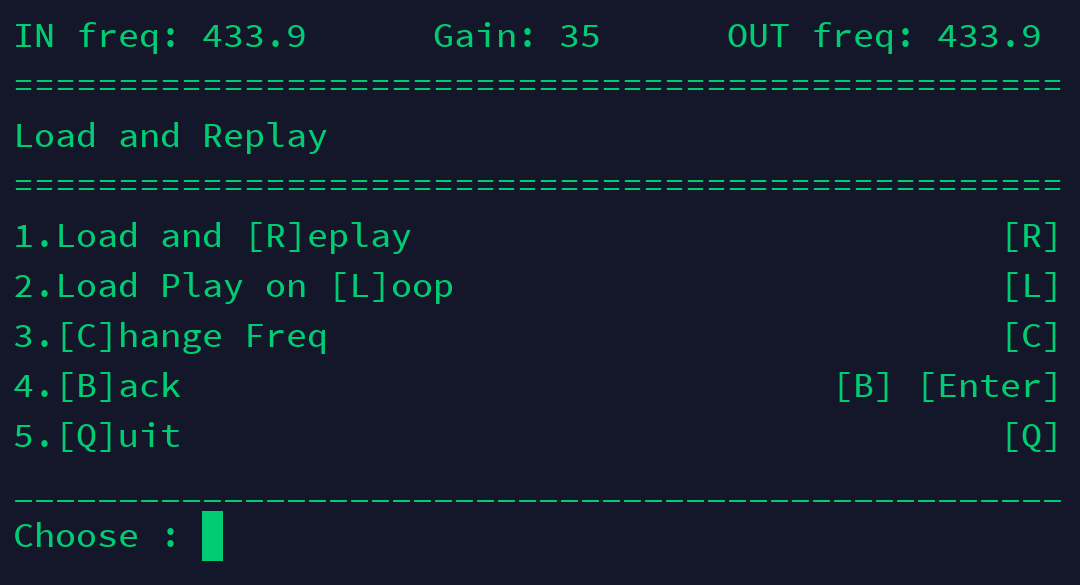 IN freq: 433.9      Gain: 35      OUT freq: 433.9
==================================================
Load and Replay
==================================================
1.Load and [R]eplay                            [R]
2.Load Play on [L]oop                          [L]
3.[C]hange Freq                                [C]
4.[B]ack                               [B] [Enter]
5.[Q]uit                                       [Q]
__________________________________________________
Choose :